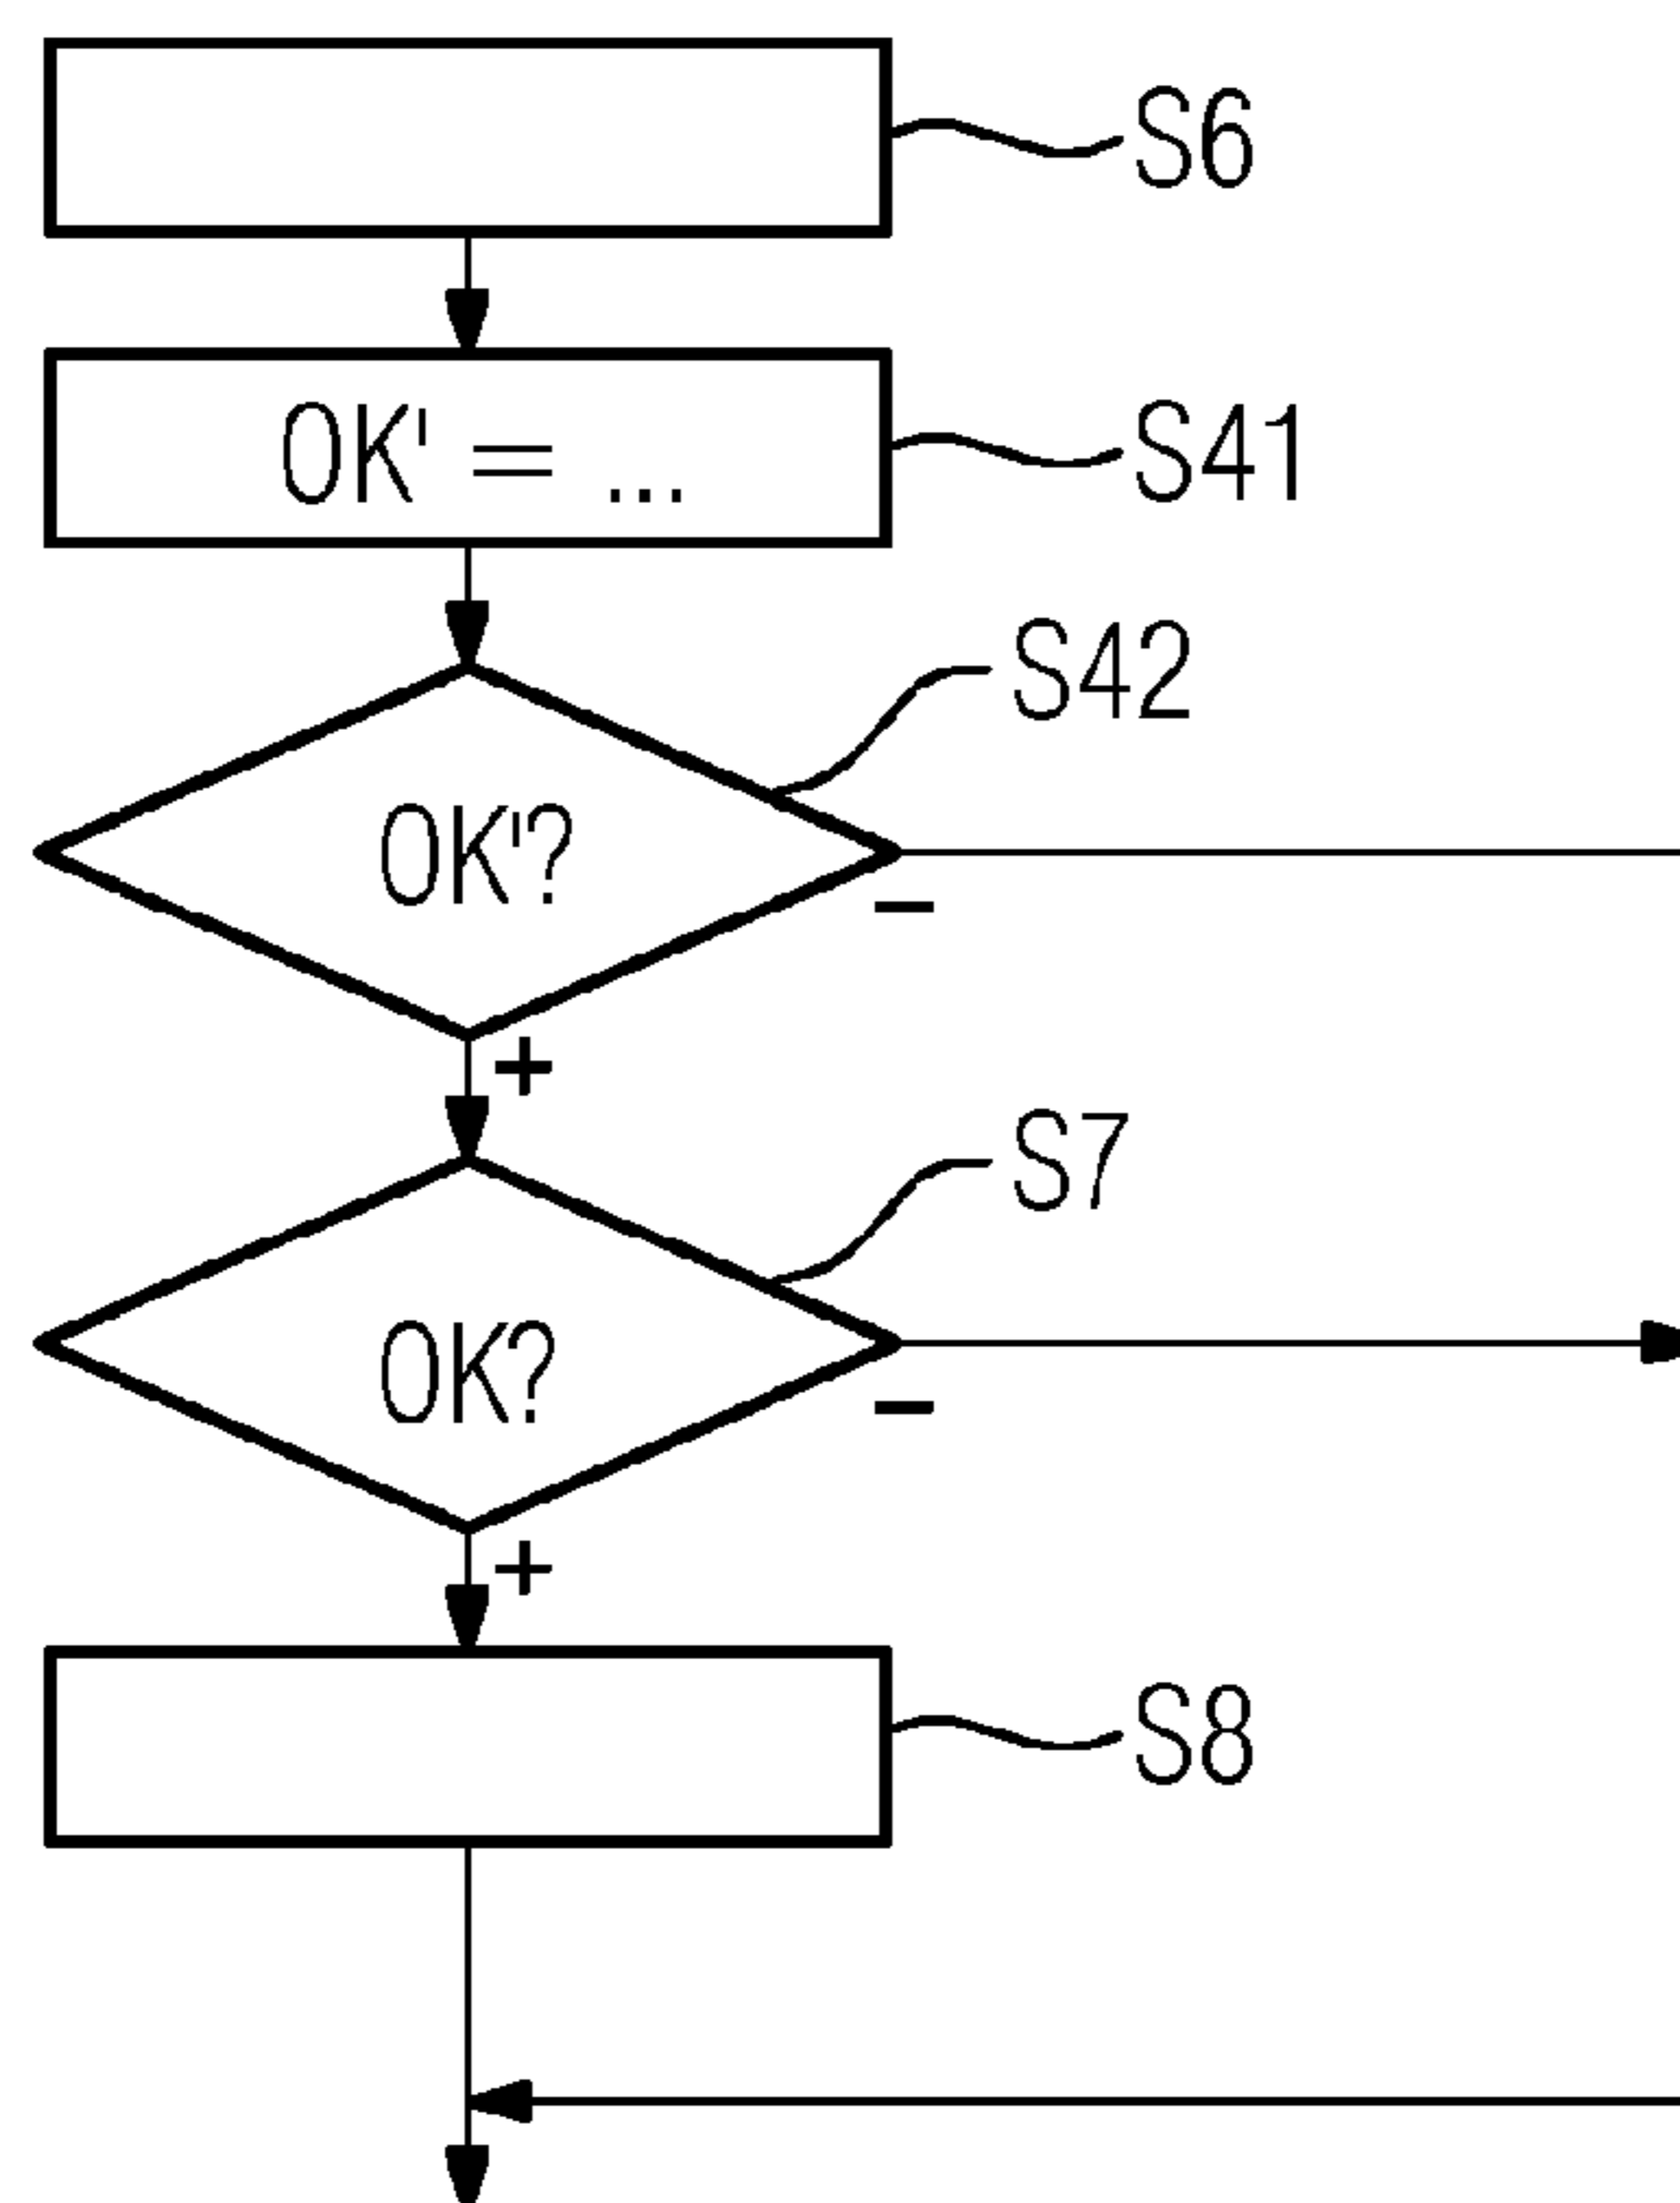 S6
OK' = ...
S41
S42
OK'?
−
+
S7
OK?
−
+
S8